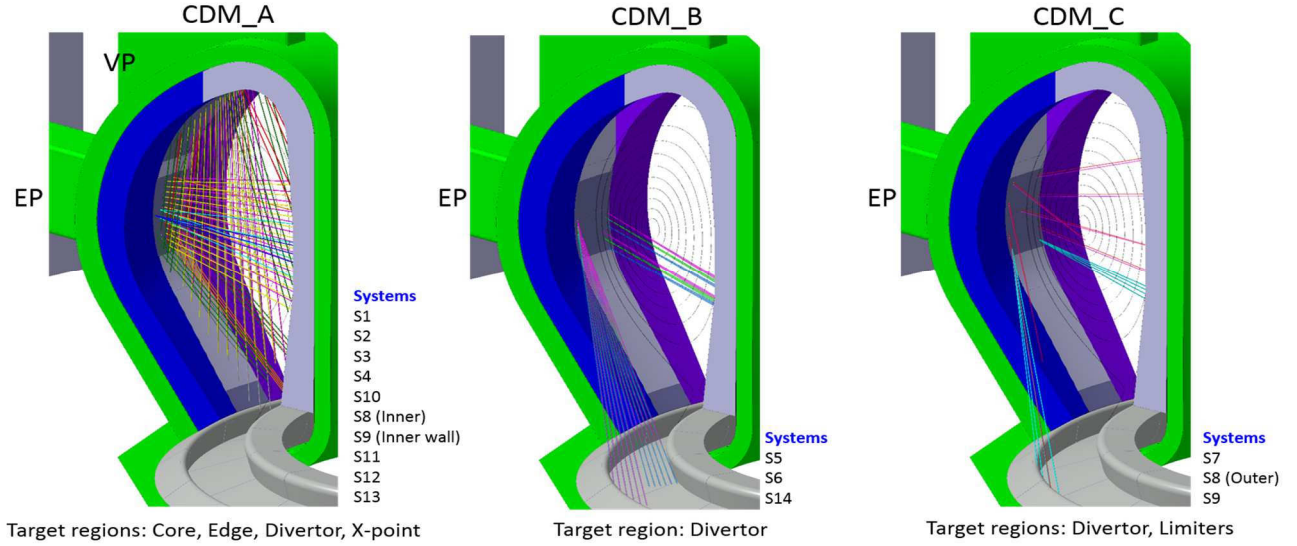 CDM_A
VP
EP
Systems
S1
S2
S3
S4
S10
S8 (Inner)
S9 (Inner wall)
S11
S12
S13
Target regions: Core, Edge, Divertor, X-point
CDM_B
EP
Systems
S5
S6
S14
Target region: Divertor
CDM_C
EP
Systems
S7
S8 (Outer)
S9
Target regions: Divertor, Limiters